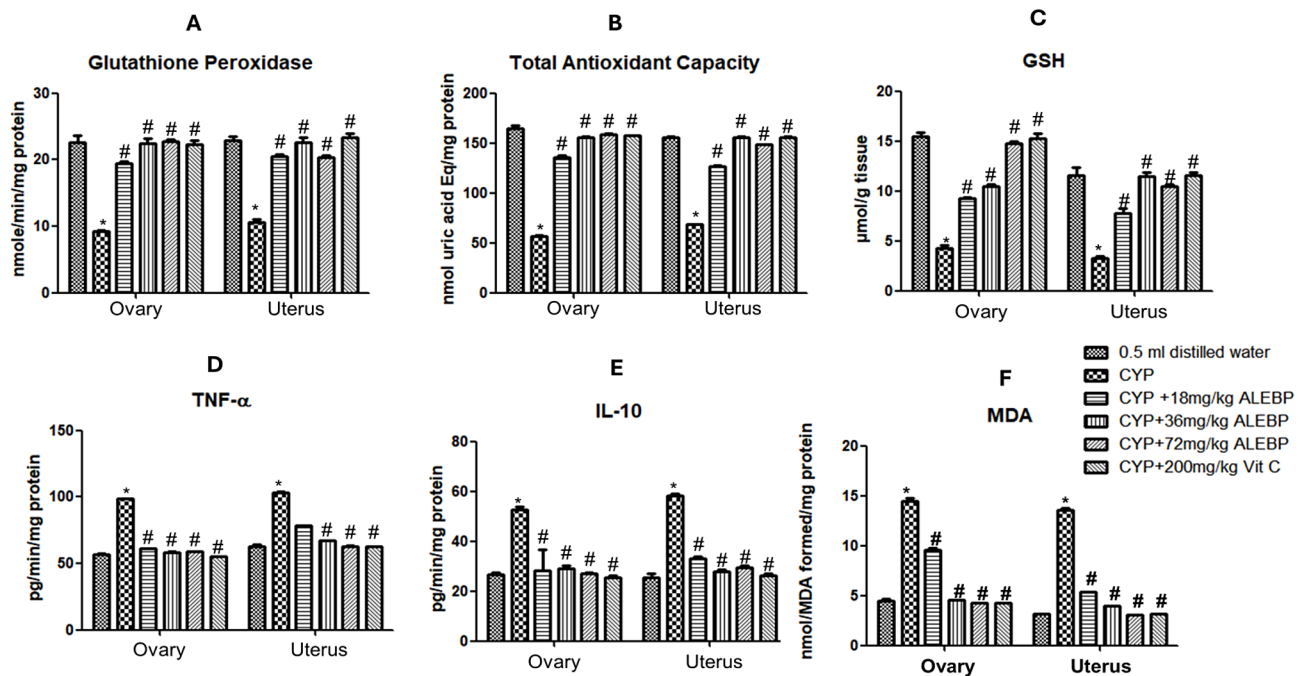 A
Glutathione Peroxidase
nmole/min/mg protein
30
20
10
0
*
#
#
#
#
*
#
#
#
#
Ovary
Uterus
B
Total Antioxidant Capacity
nmol uric acid Eq/mg protein
200
150
100
50
0
*
#
#
#
#
*
#
#
#
#
Ovary
Uterus
C
GSH
µmol/g tissue
20
15
10
5
0
*
#
#
#
#
*
#
#
#
#
Ovary
Uterus
D
TNF-α
pg/min/mg protein
150
100
50
0
*
#
#
#
#
*
#
#
#
Ovary
Uterus
E
IL-10
pg/min/mg protein
80
60
40
20
0
*
#
#
#
#
*
#
#
#
#
Ovary
Uterus
0.5 ml distilled water
CYP
CYP +18mg/kg ALEBP
CYP+36mg/kg ALEBP
CYP+72mg/kg ALEBP
CYP+200mg/kg Vit C
F
MDA
nmol/MDA formed/mg protein
20
15
10
5
0
*
#
#
#
#
*
#
#
#
#
Ovary
Uterus